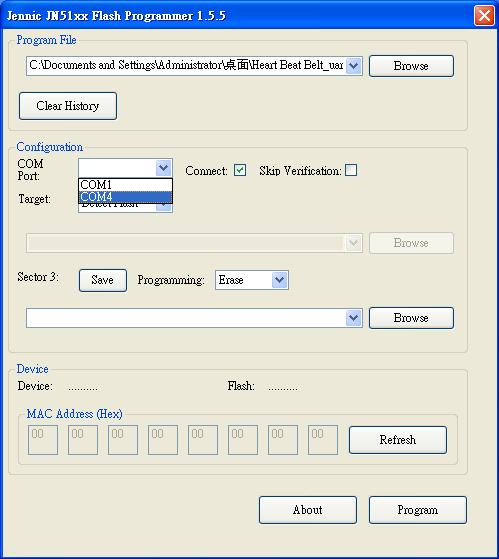 Jennic JN51xx Flash Programmer 1.5.5
Program File
C:\Documents and Settings\Administrator\桌面\Heart Beat Belt_uar
Browse
Clear History
Configuration
COM Port:
Connect:
Skip Verification:
COM1
COM4
Target:
Detect Flash
Browse
Sector 3:
Save
Programming:
Erase
Browse
Device
Device: ..........
Flash: ..........
MAC Address (Hex)
00 00 00 00 00 00 00 00
Refresh
About
Program